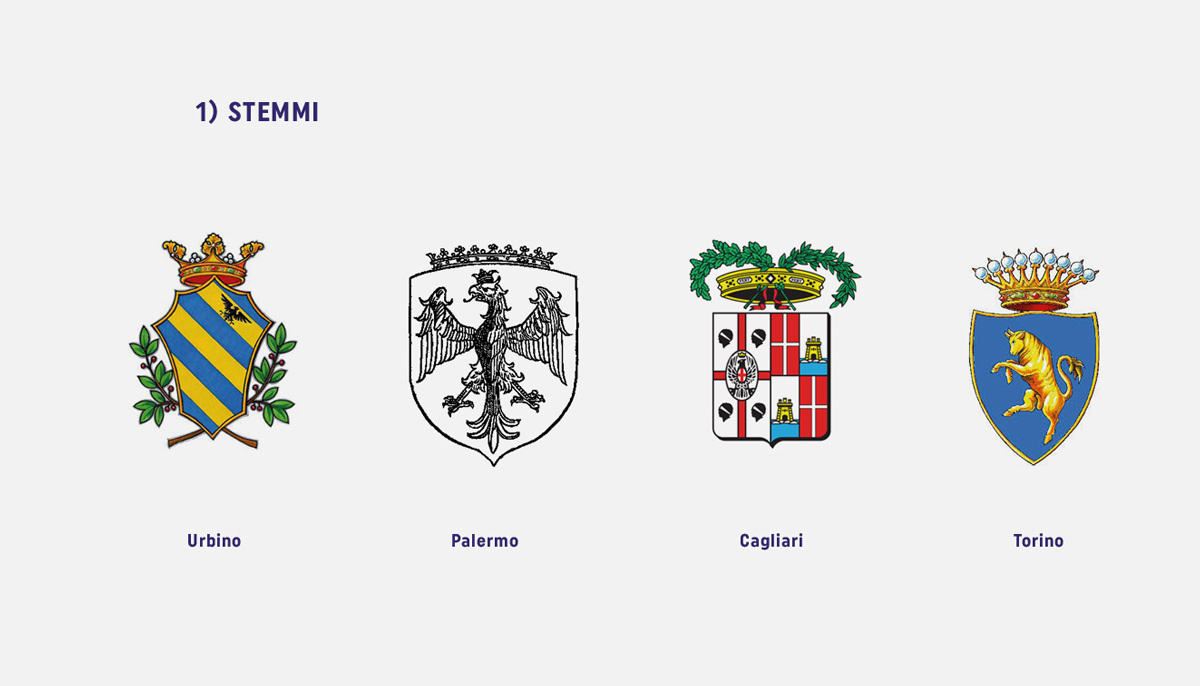 1) STEMMI
Urbino
Palermo
Cagliari
Torino